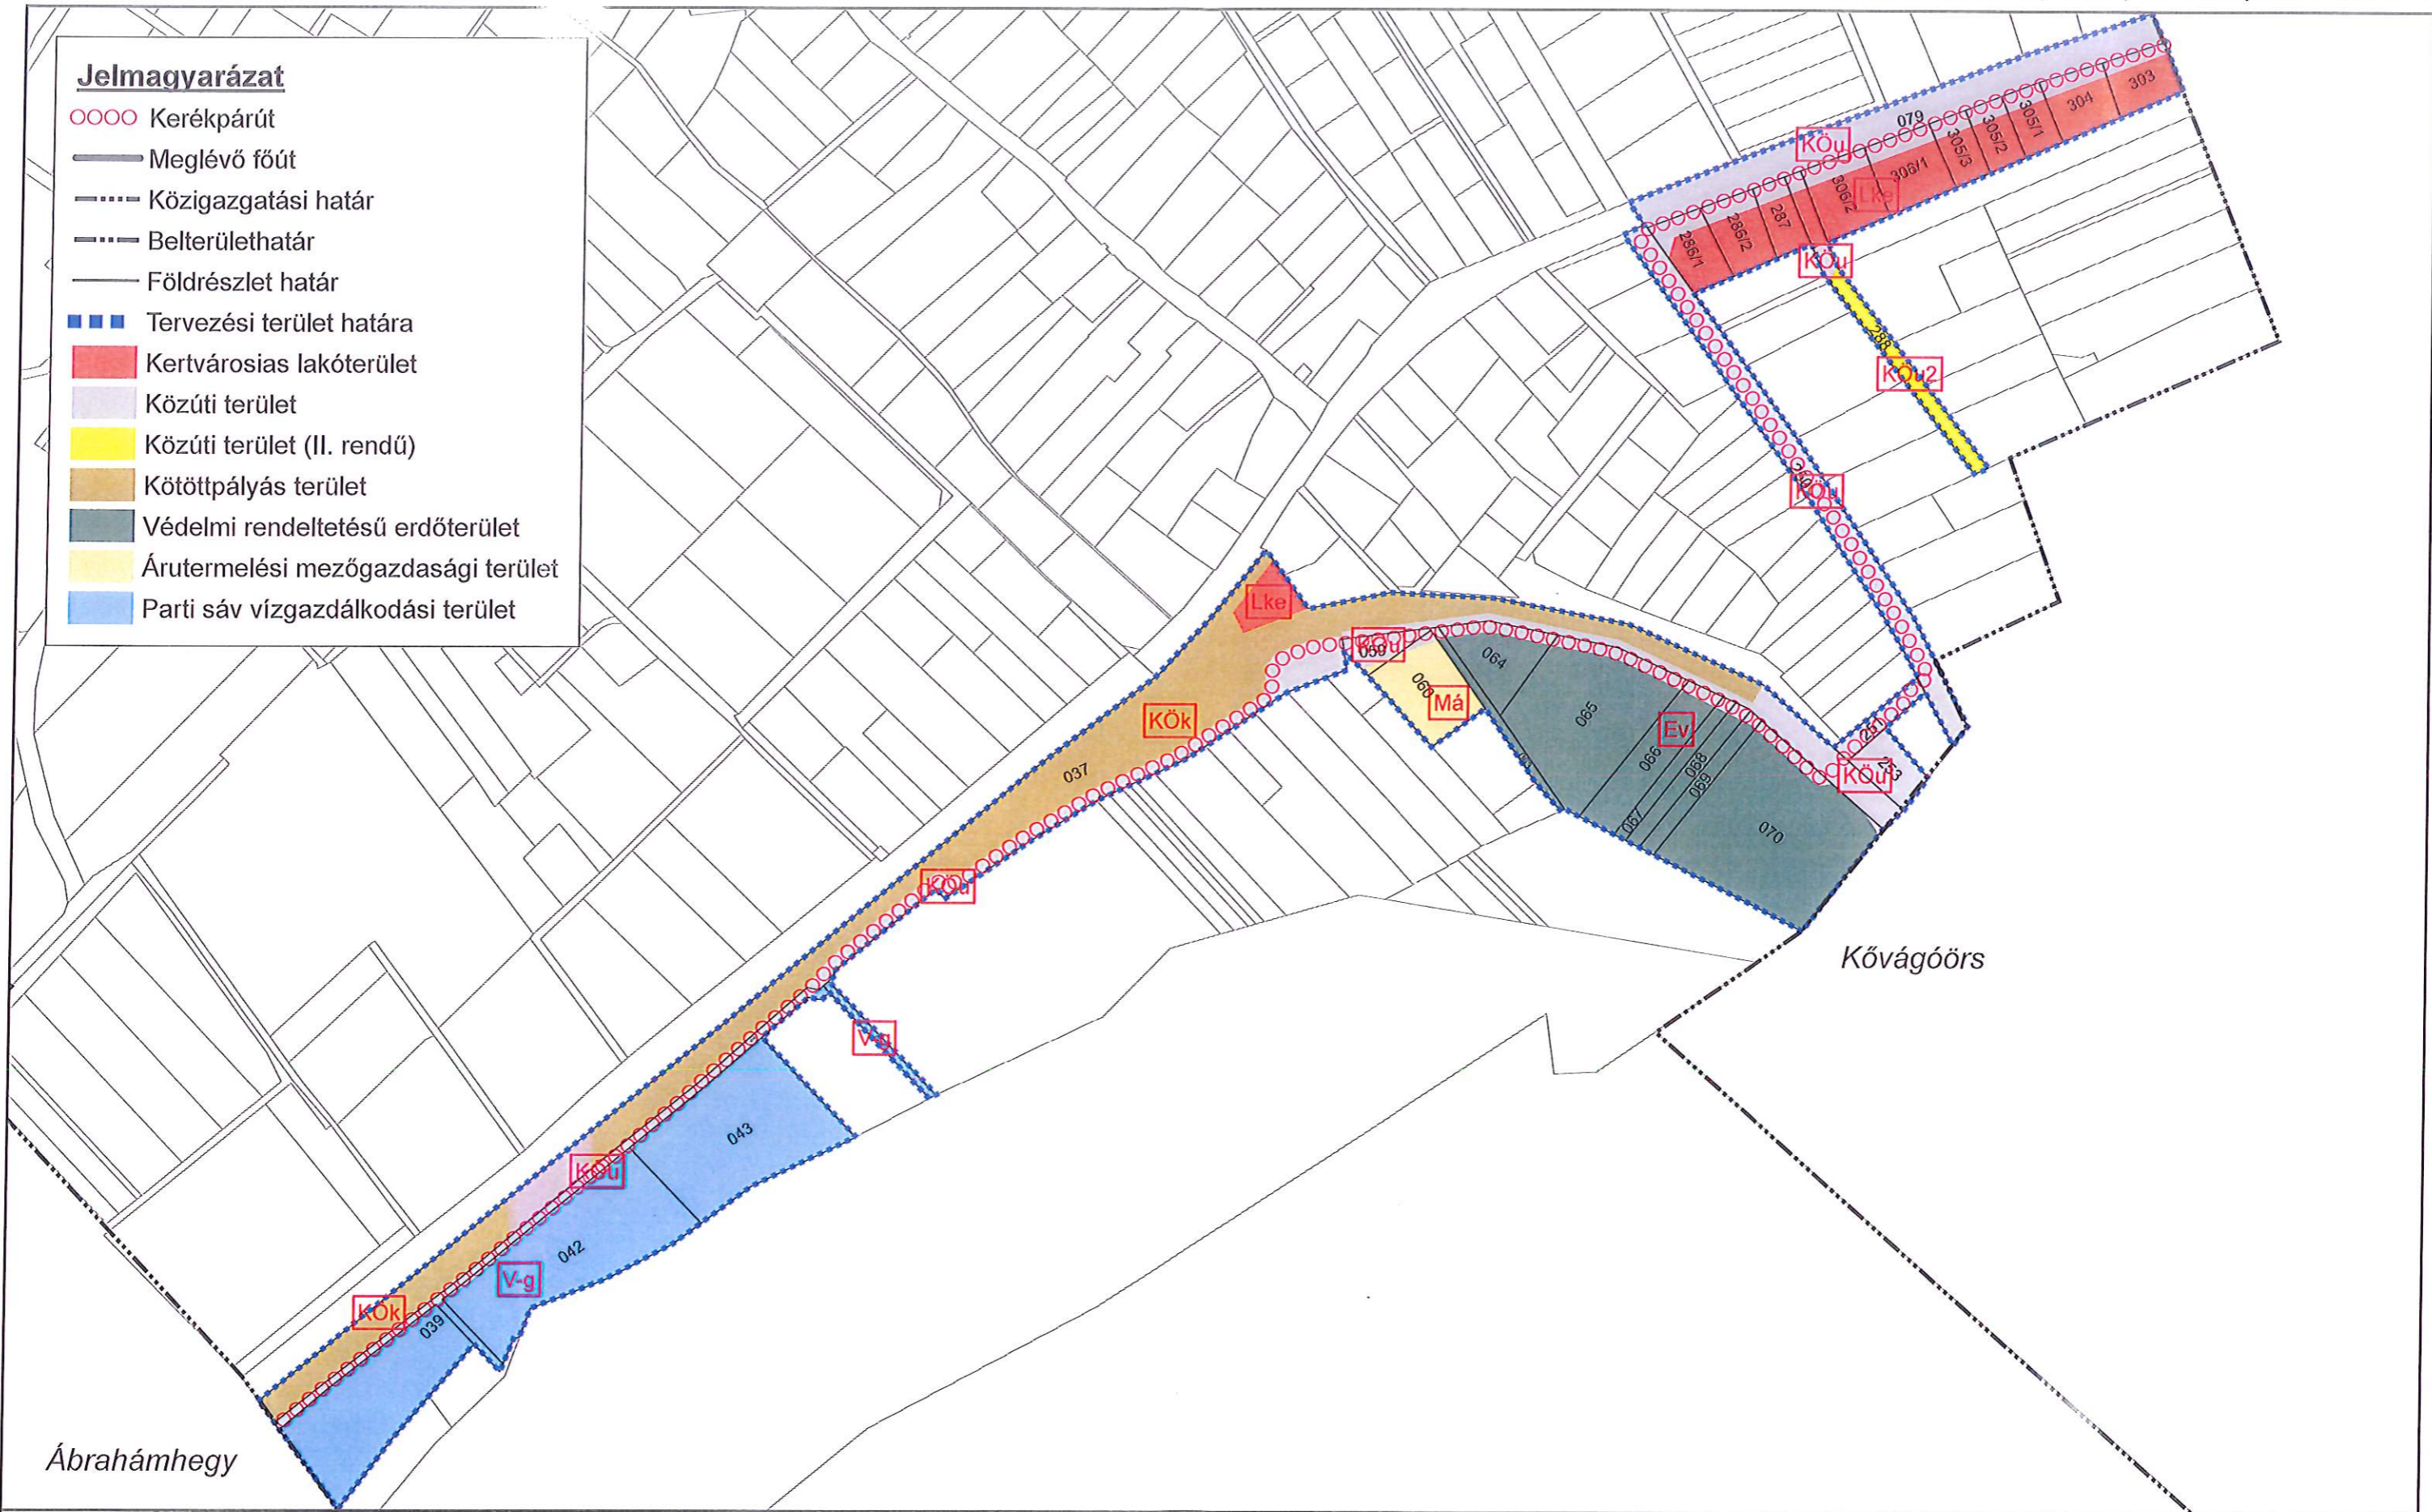 Jelmagyarázat
Kerékpárút
Meglévő főút
Közigazgatási határ
Belterülethatár
Földrészlet határ
Tervezési terület határa
Kertvárosias lakóterület
Közúti terület
Közúti terület (II. rendű)
Kötöttpályás terület
Védelmi rendeltetésű erdőterület
Árutermelési mezőgazdasági terület
Parti sáv vízgazdálkodási terület
303
304
305/1
305/2
305/3
079
KÖu
306/1
306/2
Lke
287
286/2
286/1
KÖu
288
KÖu2
KÖu
Lke
KÖu
059
060
Má
064
065
Ev
066
068
069
067
070
251
253
KÖu
KÖk
037
KÖu
Kővágóörs
V-g
043
KÖu
042
V-g
KÖk
039
Ábrahámhegy